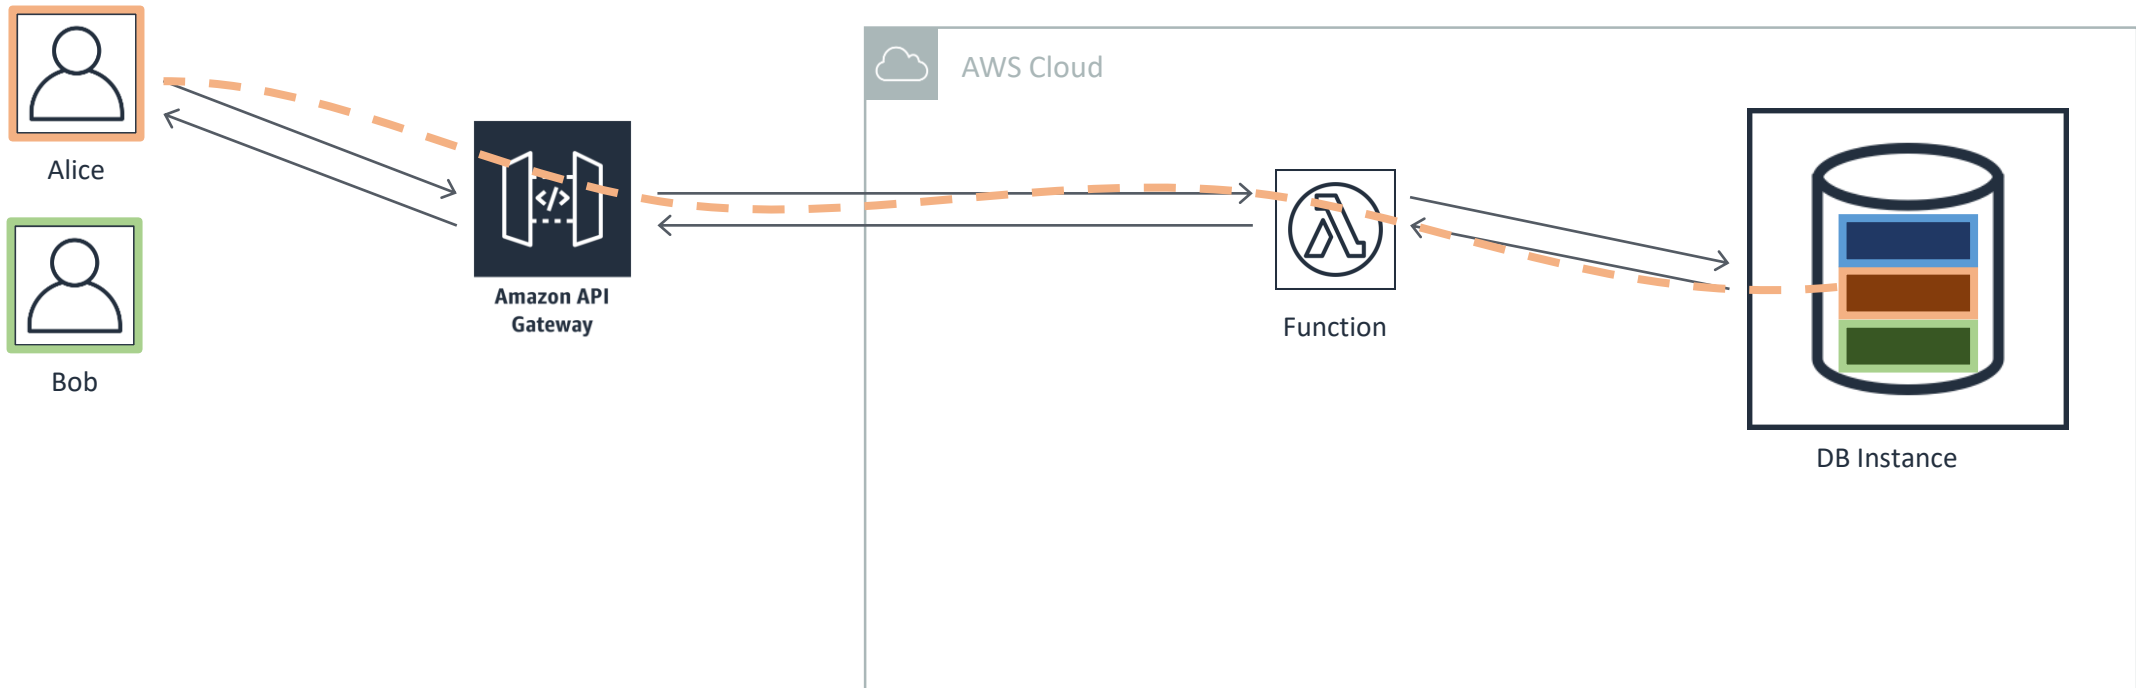 AWS Cloud
Alice
</>
Amazon API
Gateway
Function
Bob
DB Instance